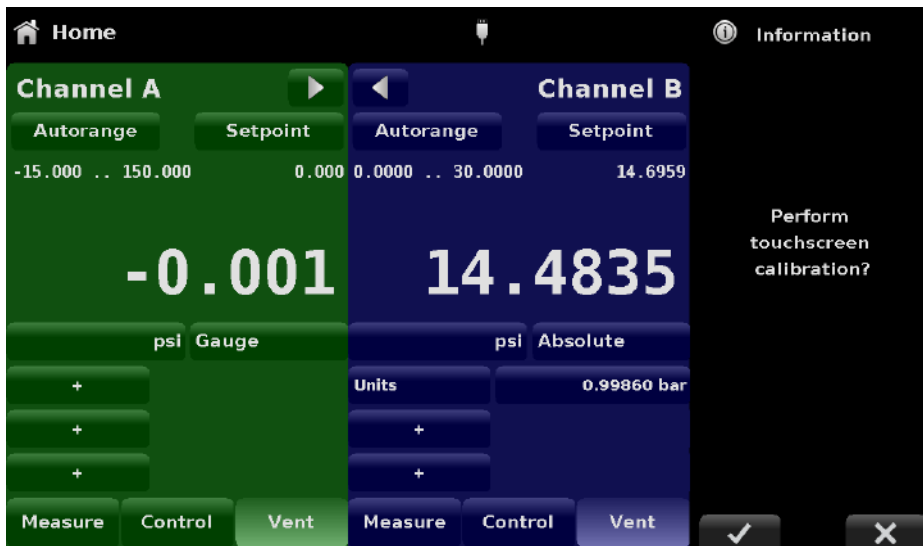 Home
Information
Channel A
Channel B
Autorange Setpoint
Autorange Setpoint
-15.000 .. 150.000 0.000
0.0000 .. 30.0000 14.6959
Perform
touchscreen
calibration?
-0.001
14.4835
psi Gauge
psi Absolute
+
Units 0.99860 bar
+
+
+
+
Measure Control Vent
Measure Control Vent